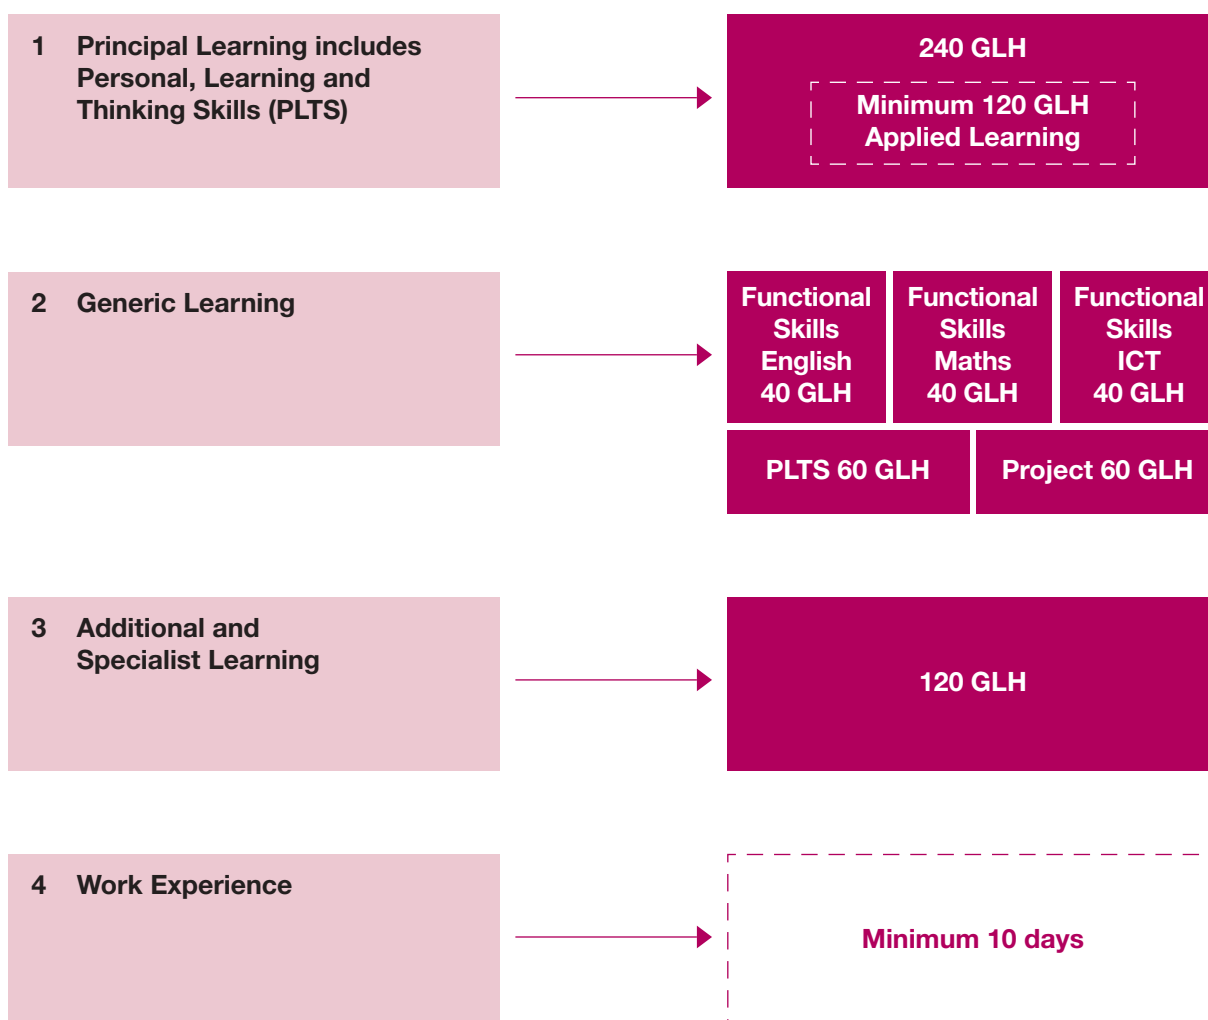 1 Principal Learning includes
Personal, Learning and
Thinking Skills (PLTS)
240 GLH
Minimum 120 GLH
Applied Learning
2 Generic Learning
Functional
Skills
English
40 GLH
Functional
Skills
Maths
40 GLH
Functional
Skills
ICT
40 GLH
PLTS 60 GLH
Project 60 GLH
3 Additional and
Specialist Learning
120 GLH
4 Work Experience
Minimum 10 days